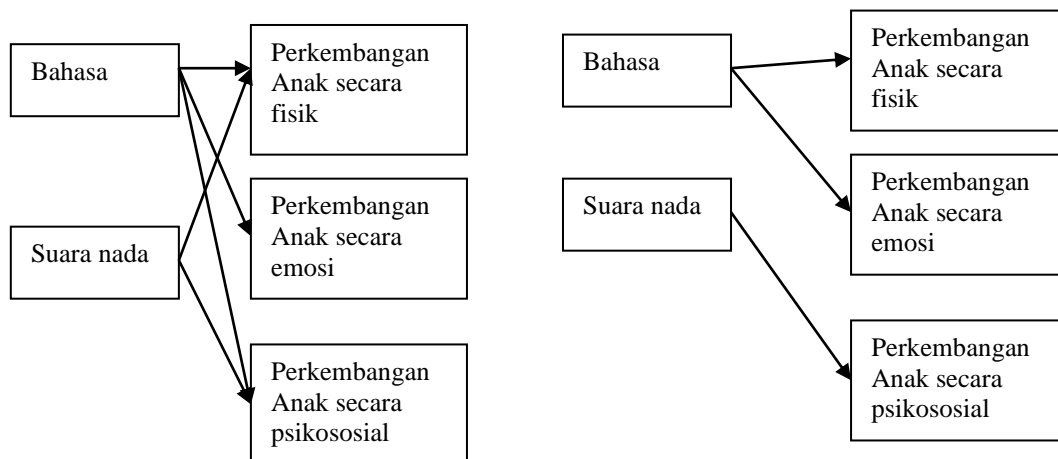 Bahasa
Perkembangan
Anak secara
fisik
Suara nada
Perkembangan
Anak secara
emosi
Perkembangan
Anak secara
psikososial
Bahasa
Perkembangan
Anak secara
fisik
Suara nada
Perkembangan
Anak secara
emosi
Perkembangan
Anak secara
psikososial